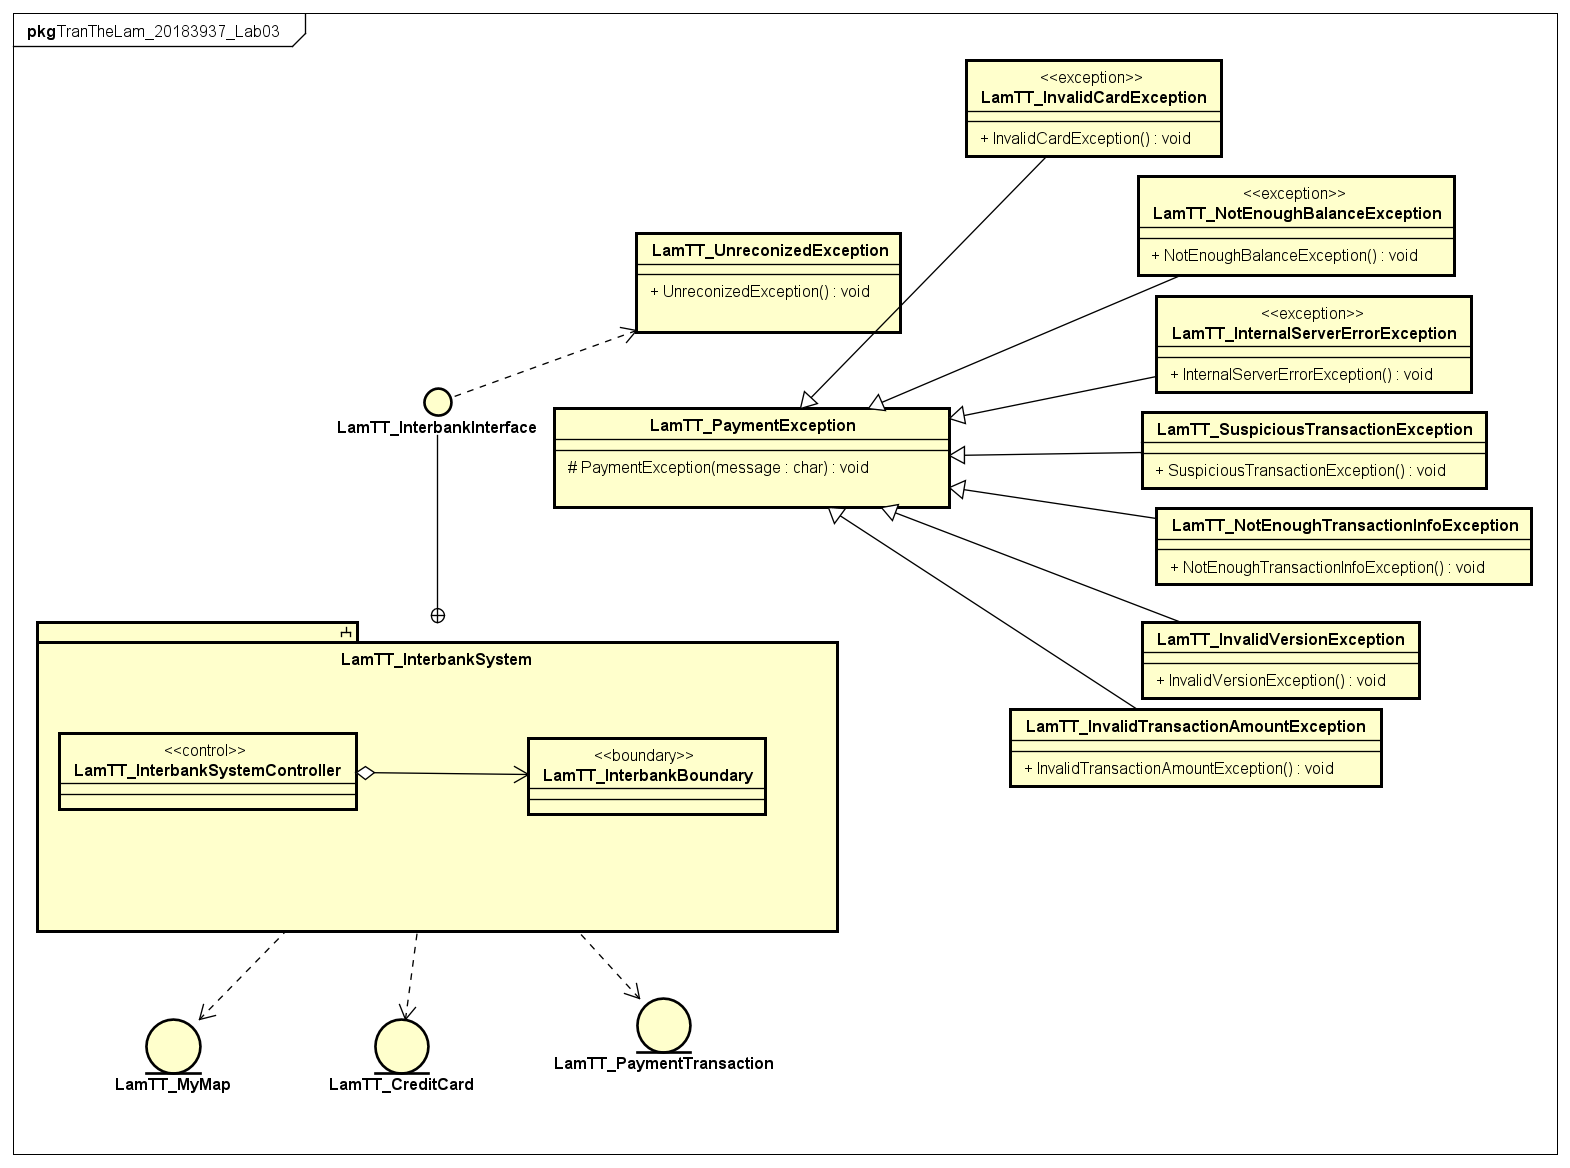 pkgTranTheLam_20183937_Lab03
<<exception>>
LamTT_InvalidCardException
+ InvalidCardException() : void
<<exception>>
LamTT_NotEnoughBalanceException
+ NotEnoughBalanceException() : void
LamTT_UnreconizedException
+ UnreconizedException() : void
<<exception>>
LamTT_InternalServerErrorException
+ InternalServerErrorException() : void
LamTT_InterbankInterface
LamTT_PaymentException
# PaymentException(message : char) : void
LamTT_SuspiciousTransactionException
+ SuspiciousTransactionException() : void
LamTT_NotEnoughTransactionInfoException
+ NotEnoughTransactionInfoException() : void
LamTT_InvalidVersionException
+ InvalidVersionException() : void
LamTT_InvalidTransactionAmountException
+ InvalidTransactionAmountException() : void
LamTT_InterbankSystem
<<control>>
LamTT_InterbankSystemController
<<boundary>>
LamTT_InterbankBoundary
LamTT_MyMap
LamTT_CreditCard
LamTT_PaymentTransaction